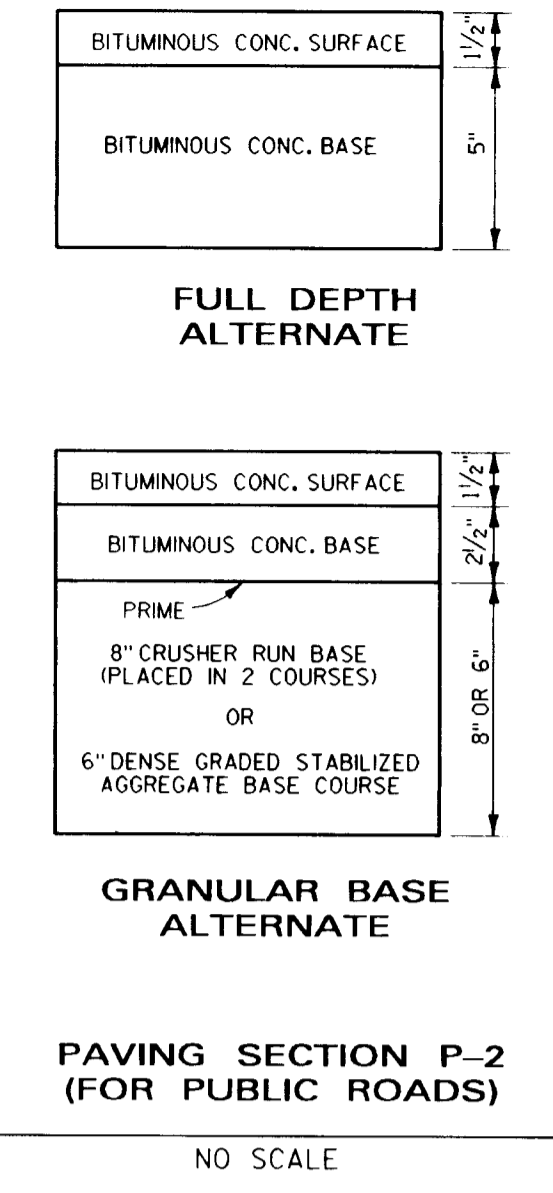 BITUMINOUS CONC. SURFACE
1½"
BITUMINOUS CONC. BASE
5"
FULL DEPTH
ALTERNATE
BITUMINOUS CONC. SURFACE
1½"
BITUMINOUS CONC. BASE
2½"
PRIME
8" CRUSHER RUN BASE
(PLACED IN 2 COURSES)
OR
6" DENSE GRADED STABILIZED
AGGREGATE BASE COURSE
8" OR 6"
GRANULAR BASE
ALTERNATE
PAVING SECTION P–2
(FOR PUBLIC ROADS)
NO SCALE